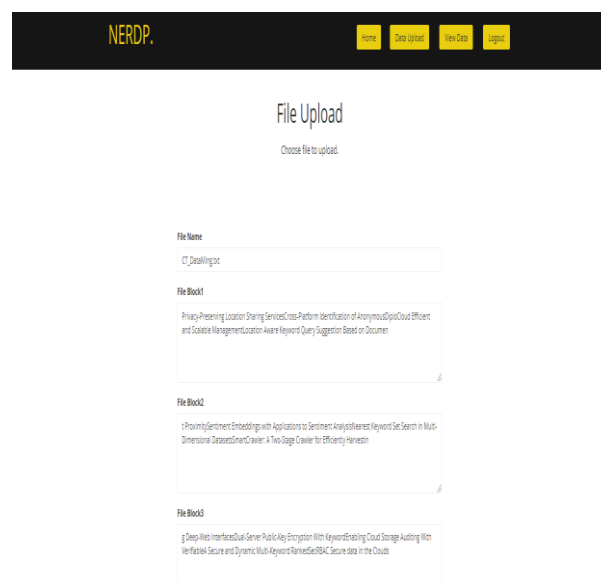 NERDP.
Home Data Upload View Data Logout
File Upload
Choose file to upload.
File Name
CT_DataMing.txt
File Block1
Privacy-Preserving Location Sharing ServicesCross-Platform Identification of AnonymousDiploCloud Efficient
and Scalable ManagementLocation Aware Keyword Query Suggestion Based on Documen
File Block2
t ProximitySentiment Embeddings with Applications to Sentiment AnalysisNearest Keyword Set Search in Multi-
Dimensional DatasetsSmartCrawler: A Two-Stage Crawler for Efficiently Harvestin
File Block3
g Deep-Web InterfacesDual-Server Public-Key Encryption With KeywordEnabling Cloud Storage Auditing With
VerifiableA Secure and Dynamic Multi-Keyword RankedSecRBAC Secure data in the Clouds